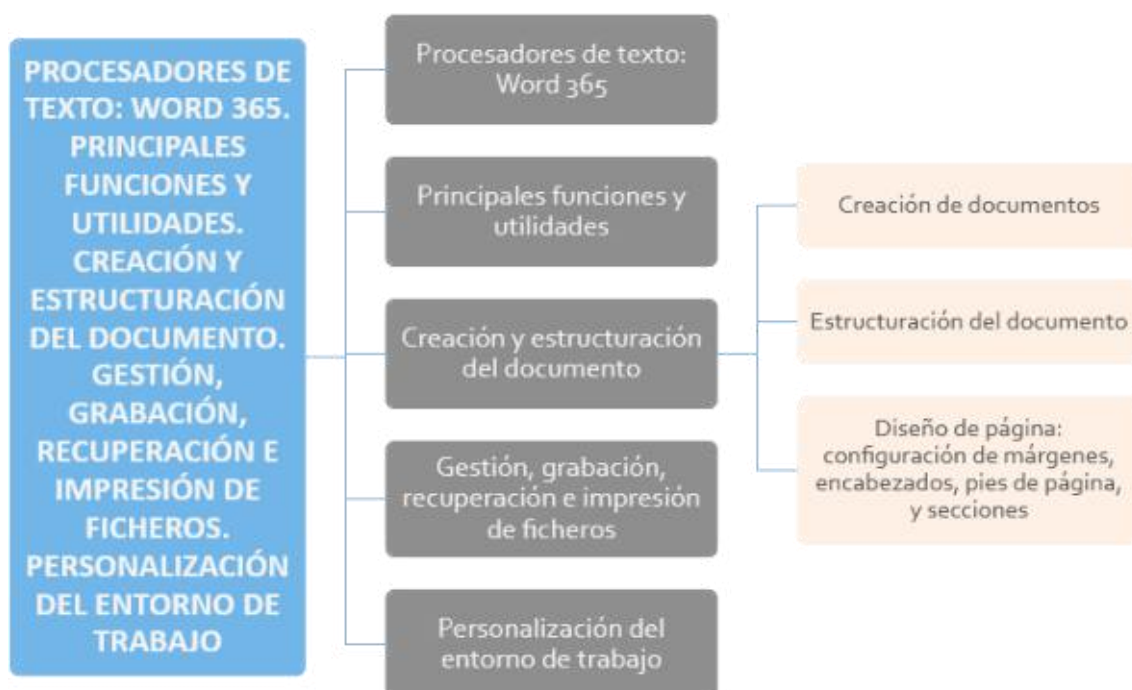 PROCESADORES DE
TEXTO: WORD 365.
PRINCIPALES
FUNCIONES Y
UTILIDADES.
CREACIÓN Y
ESTRUCTURACIÓN
DEL DOCUMENTO.
GESTIÓN,
GRABACIÓN,
RECUPERACIÓN E
IMPRESIÓN DE
FICHEROS.
PERSONALIZACIÓN
DEL ENTORNO DE
TRABAJO
Procesadores de texto:
Word 365
Principales funciones y
utilidades
Creación y estructuración
del documento
Gestión, grabación,
recuperación e impresión
de ficheros
Personalización del
entorno de trabajo
Creación de documentos
Estructuración del documento
Diseño de página:
configuración de márgenes,
encabezados, pies de página,
y secciones